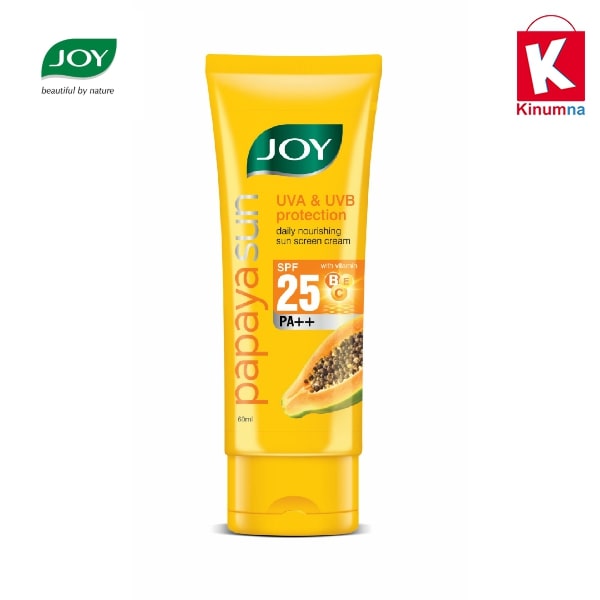 JOY
beautiful by nature
K
Kinumna
JOY
UVA & UVB
protection
daily nourishing
sun screen cream
papaya sun
SPF
25
PA++
with vitamin
B E
C
60ml